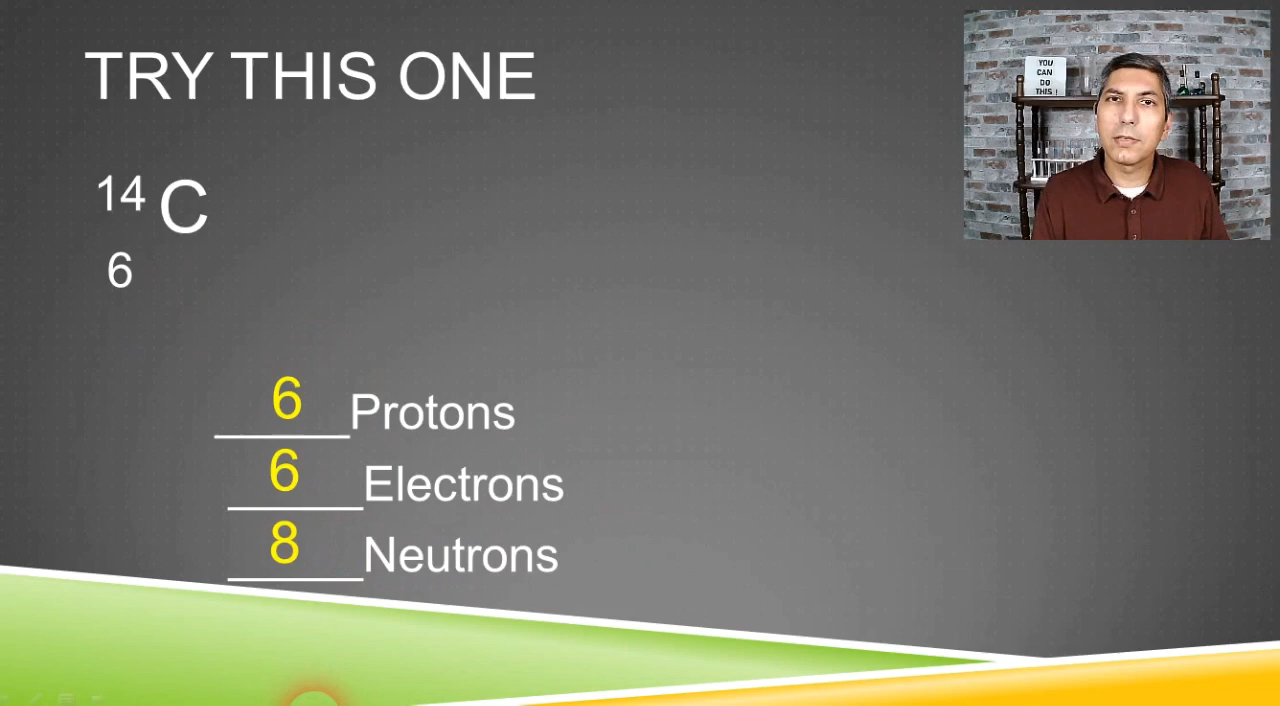 TRY THIS ONE
YOU
CAN
DO
THIS !
14
C
6
6 Protons
6 Electrons
8 Neutrons